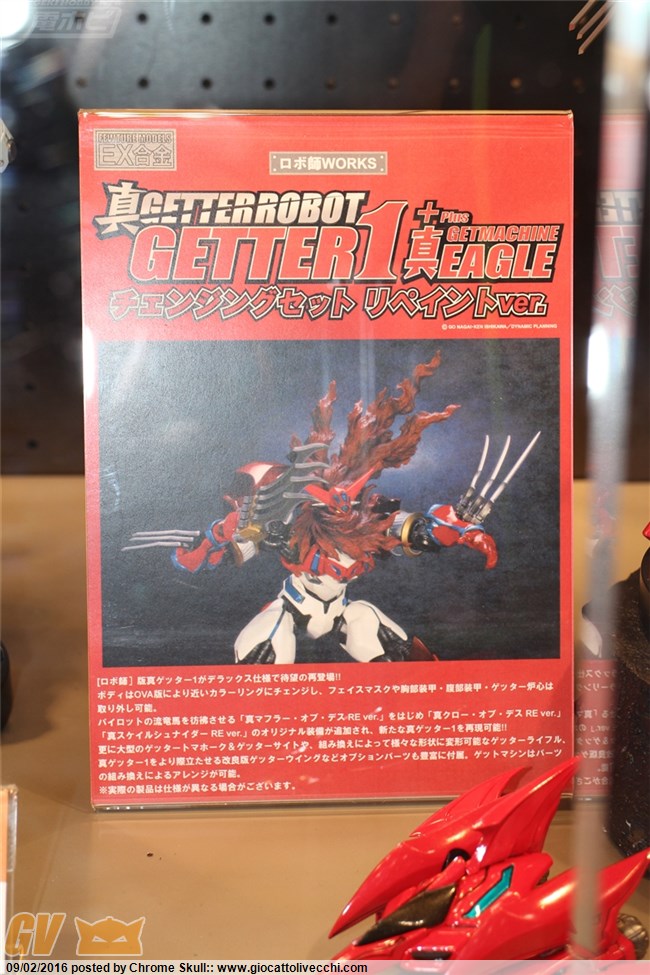 電ホビ
FEWTURE MODELS
EX合金
ロボ師WORKS
真GETTERROBOT
GETTER1
+Plus
真GETMACHINE
EAGLE
チェンジングセット リペイントver.
© GO NAGAI・KEN ISHIKAWA/DYNAMIC PLANNING
[ロボ師] 版真ゲッター1がデラックス仕様で待望の再登場!!
ボディはOVA版により近いカラーリングにチェンジし、フェイスマスクや胸部装甲・腹部装甲・ゲッター炉心は
取り外し可能。
パイロットの流竜馬を彷彿させる「真マフラー・オブ・デスRE ver.」をはじめ「真クロー・オブ・デス RE ver.」
「真スケイルシュナイダー RE ver.」のオリジナル装備が追加され、新たな真ゲッター1を再現可能!!
更に大型のゲッタートマホーク＆ゲッターサイトや、組み換えによって様々な形状に変形可能なゲッターライフル、
真ゲッター1をより際立たせる改良版ゲッターウイングなどオプションパーツも豊富に付属。ゲットマシンはパーツ
の組み換えによるアレンジが可能。
※実際の製品は仕様が異なる場合がございます。
GV
09/02/2016 posted by Chrome Skull:: www.giocattolivecchi.com